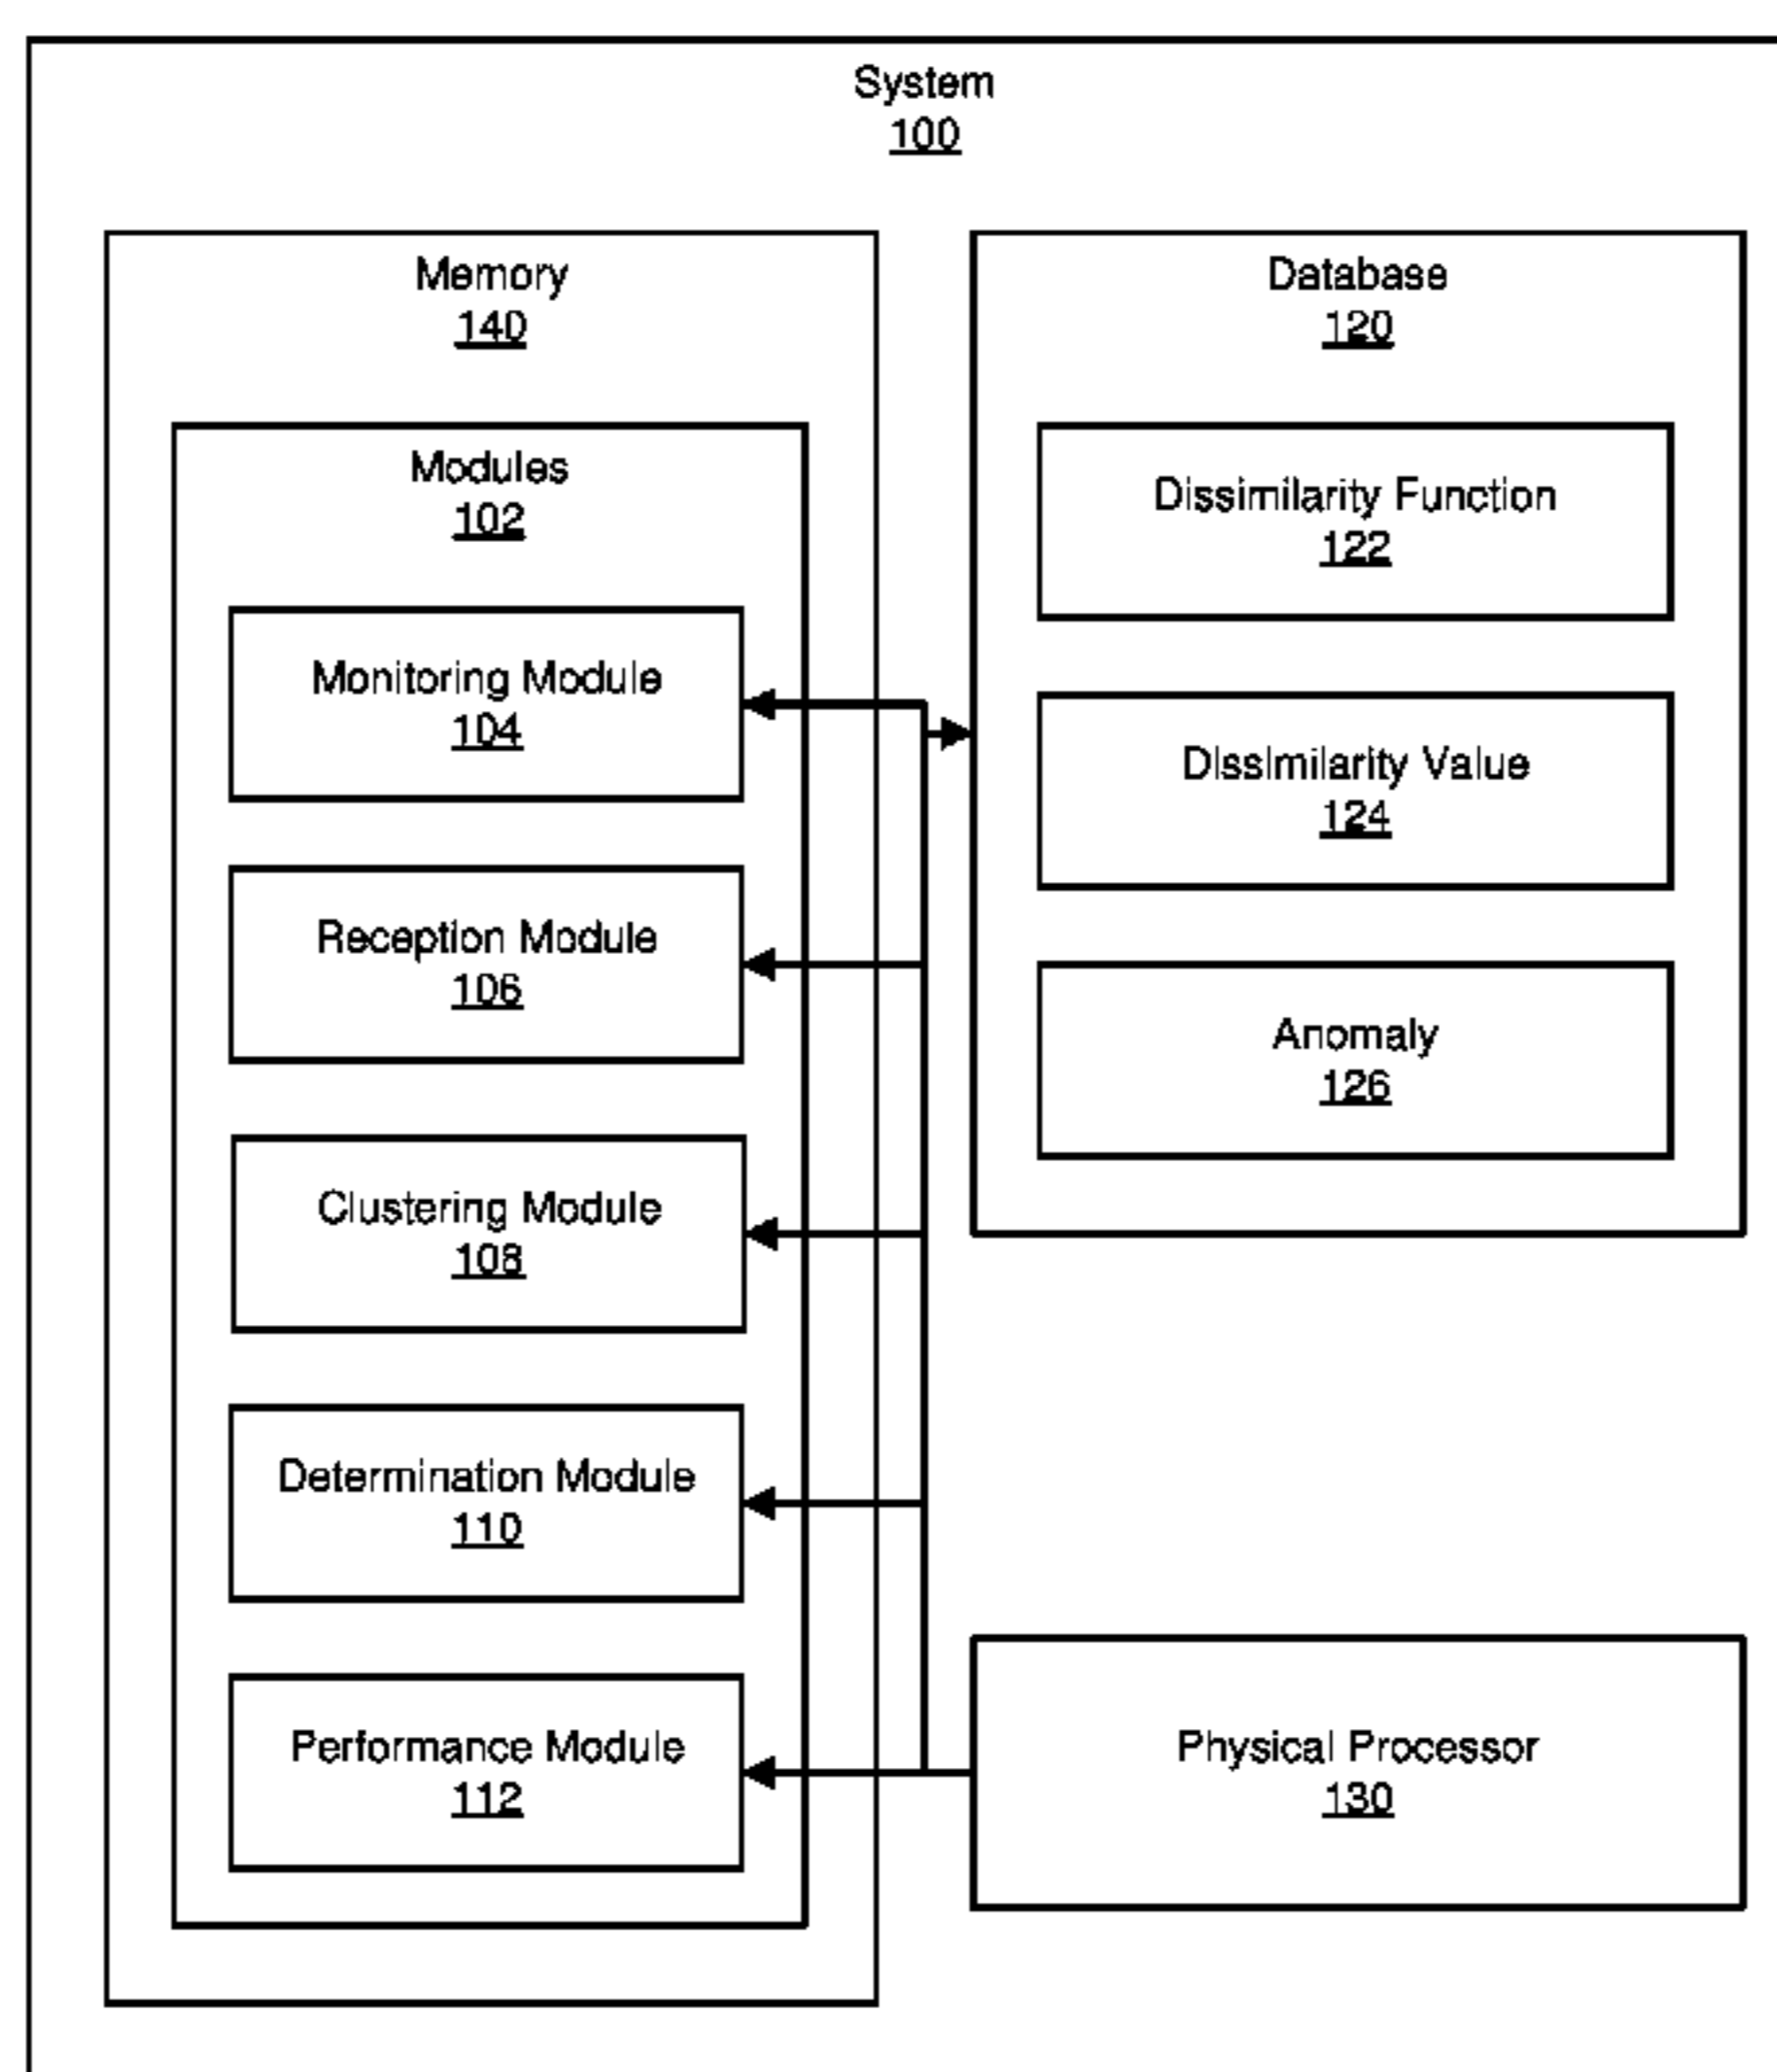 System
100
Memory
140
Modules
102
Monitoring Module
104
Reception Module
106
Clustering Module
108
Determination Module
110
Performance Module
112
Database
120
Dissimilarity Function
122
Dissimilarity Value
124
Anomaly
126
Physical Processor
130